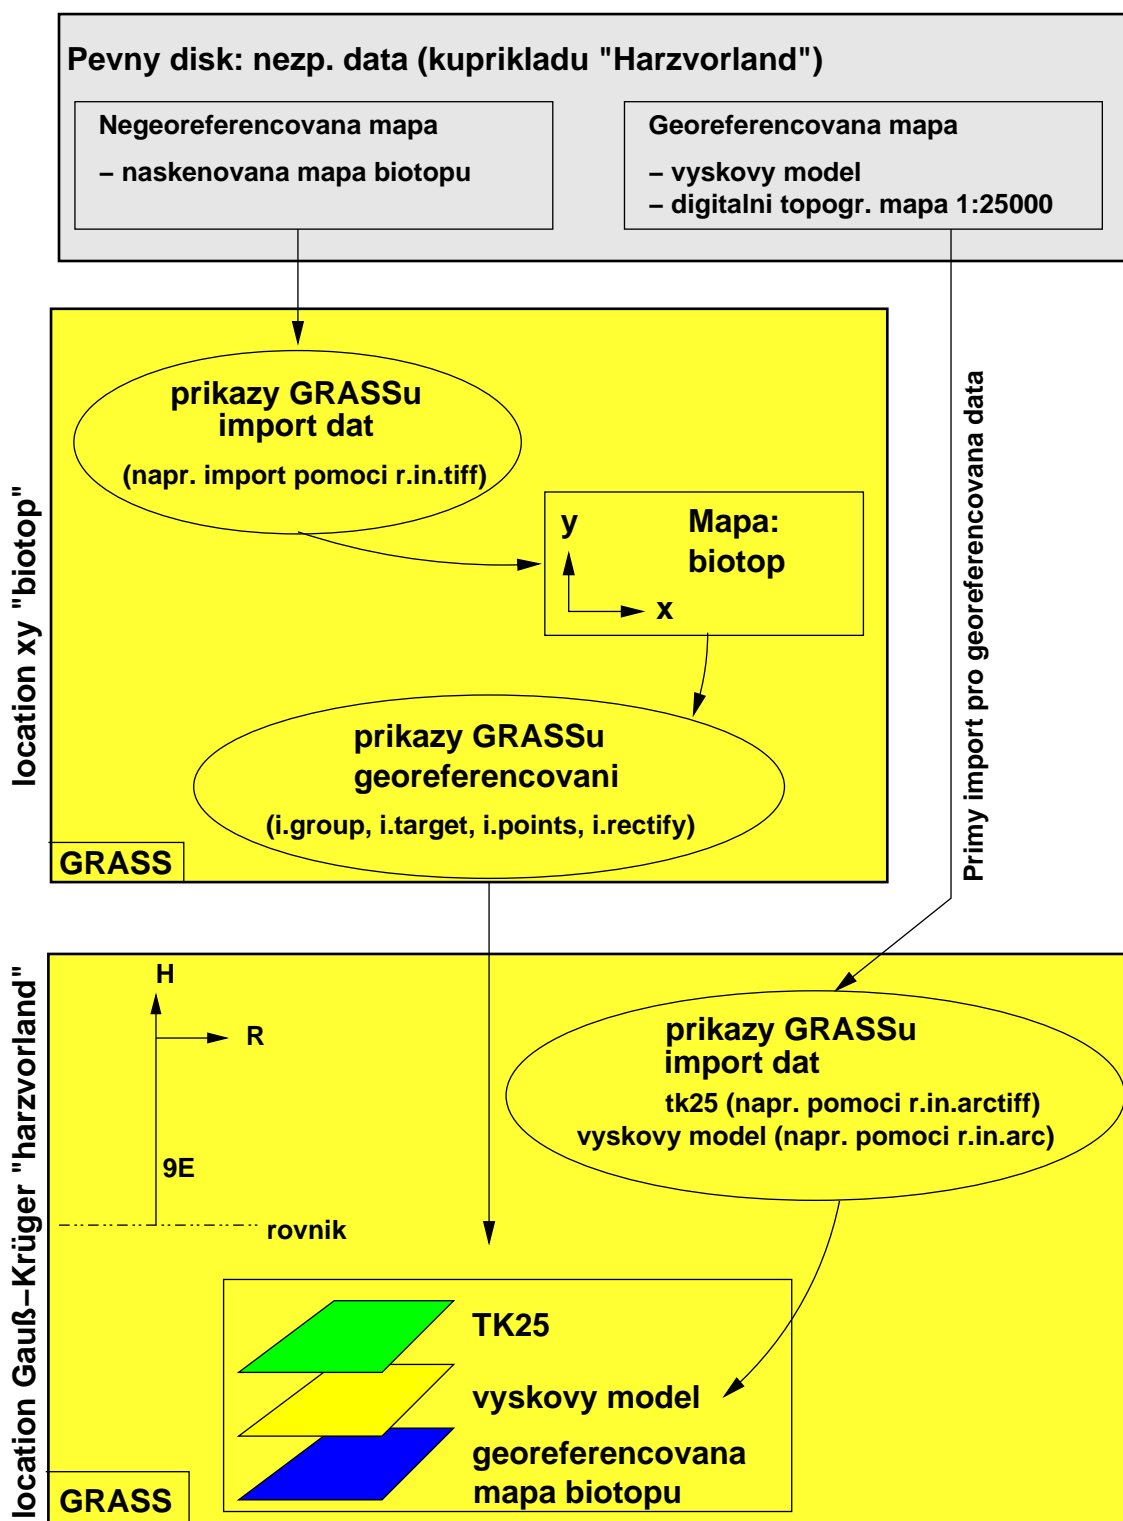 Pevny disk: nezp. data (kuprikladu "Harzvorland")
Negeoreferencovana mapa
– naskenovana mapa biotopu
Georeferencovana mapa
– vyskovy model
– digitalni topogr. mapa 1:25000
location xy "biotop"
prikazy GRASSu
import dat
(napr. import pomoci r.in.tiff)
y
x
Mapa:
biotop
prikazy GRASSu
georeferencovani
(i.group, i.target, i.points, i.rectify)
GRASS
Primy import pro georeferencovana data
location Gauß–Krüger "harzvorland"
H
R
9E
rovnik
prikazy GRASSu
import dat
tk25 (napr. pomoci r.in.arctiff)
vyskovy model (napr. pomoci r.in.arc)
TK25
vyskovy model
georeferencovana
mapa biotopu
GRASS